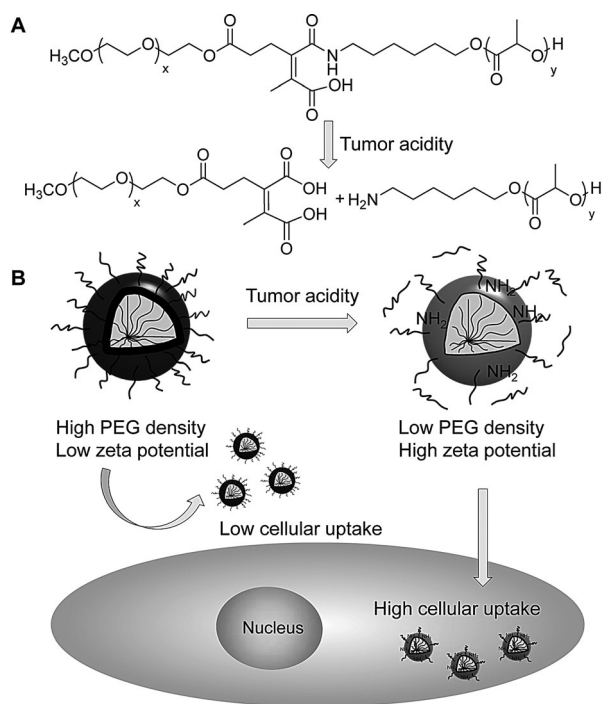 A
H₃CO
O
x
O
O
O
N
H
O
OH
O
O
O
O
H
y
Tumor acidity
H₃CO
O
x
O
O
O
OH
OH
O
+
H₂N
O
O
O
H
y
B
Tumor acidity
NH₂
NH₂
NH₂
NH₂
High PEG density
Low zeta potential
Low PEG density
High zeta potential
Low cellular uptake
High cellular uptake
Nucleus